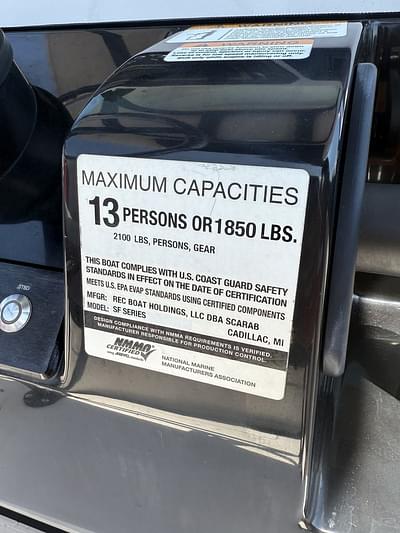 WARNING
WARNING
MAXIMUM CAPACITIES
13 PERSONS OR 1850 LBS.
2100 LBS, PERSONS, GEAR
THIS BOAT COMPLIES WITH U.S. COAST GUARD SAFETY
STANDARDS IN EFFECT ON THE DATE OF CERTIFICATION
MEETS U.S. EPA EVAP STANDARDS USING CERTIFIED COMPONENTS
MFGR: REC BOAT HOLDINGS, LLC DBA SCARAB
CADILLAC, MI
MODEL: SF SERIES
DESIGN COMPLIANCE WITH NMMA REQUIREMENTS IS VERIFIED.
MANUFACTURER RESPONSIBLE FOR PRODUCTION CONTROL.
NMMA
CERTIFIED
NATIONAL MARINE
MANUFACTURERS ASSOCIATION